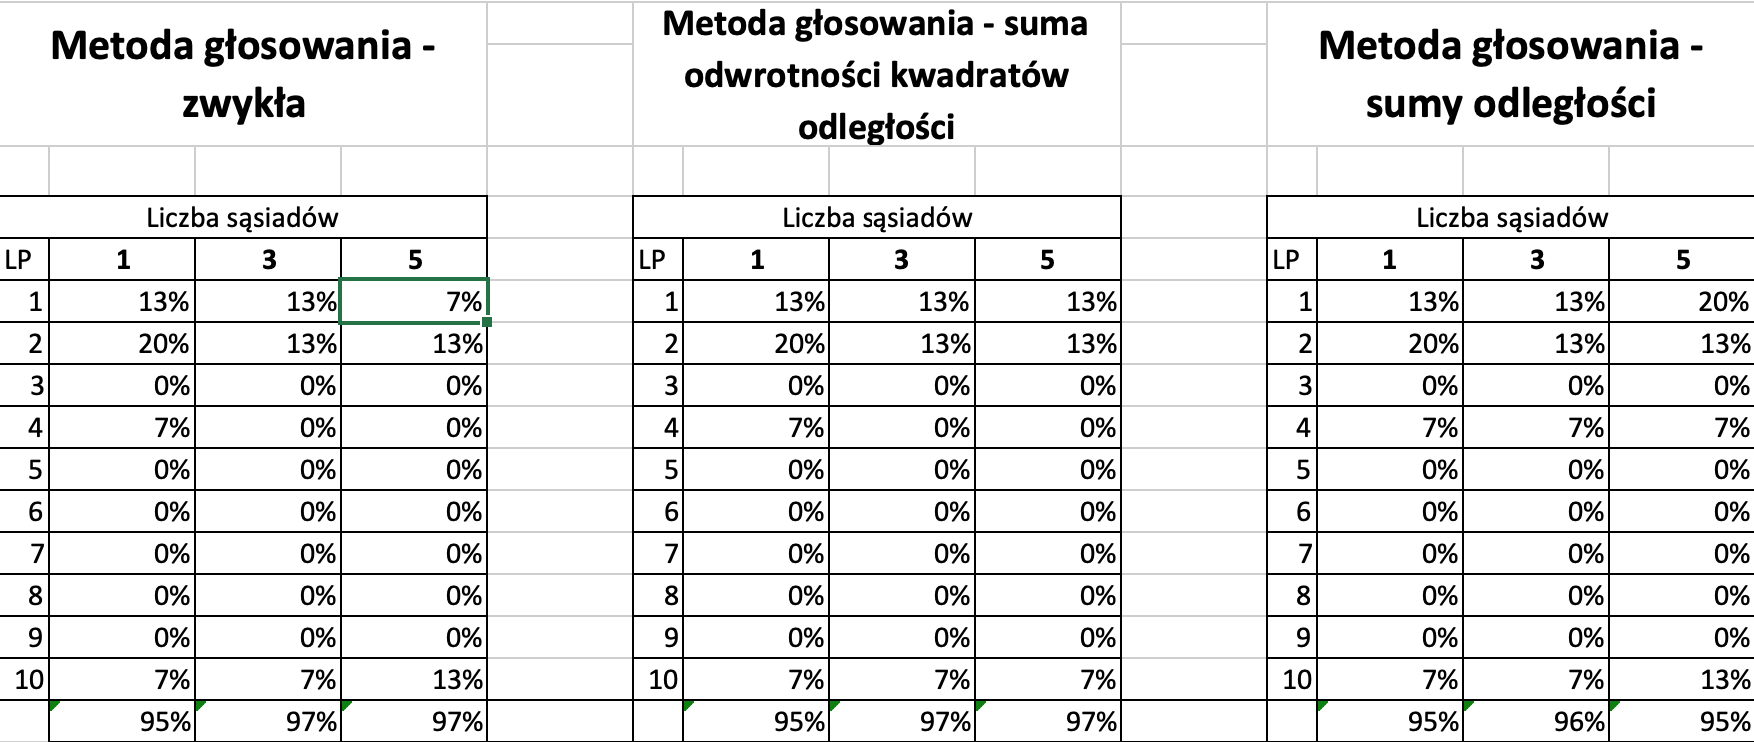 Metoda głosowania -
zwykła
Metoda głosowania - suma
odwrotności kwadratów
odległości
Metoda głosowania -
sumy odległości
Liczba sąsiadów
LP 1 3 5
1 13% 13% 7%
2 20% 13% 13%
3 0% 0% 0%
4 7% 0% 0%
5 0% 0% 0%
6 0% 0% 0%
7 0% 0% 0%
8 0% 0% 0%
9 0% 0% 0%
10 7% 7% 13%
95% 97% 97%
Liczba sąsiadów
LP 1 3 5
1 13% 13% 13%
2 20% 13% 13%
3 0% 0% 0%
4 7% 0% 0%
5 0% 0% 0%
6 0% 0% 0%
7 0% 0% 0%
8 0% 0% 0%
9 0% 0% 0%
10 7% 7% 7%
95% 97% 97%
Liczba sąsiadów
LP 1 3 5
1 13% 13% 20%
2 20% 13% 13%
3 0% 0% 0%
4 7% 7% 7%
5 0% 0% 0%
6 0% 0% 0%
7 0% 0% 0%
8 0% 0% 0%
9 0% 0% 0%
10 7% 7% 13%
95% 96% 95%